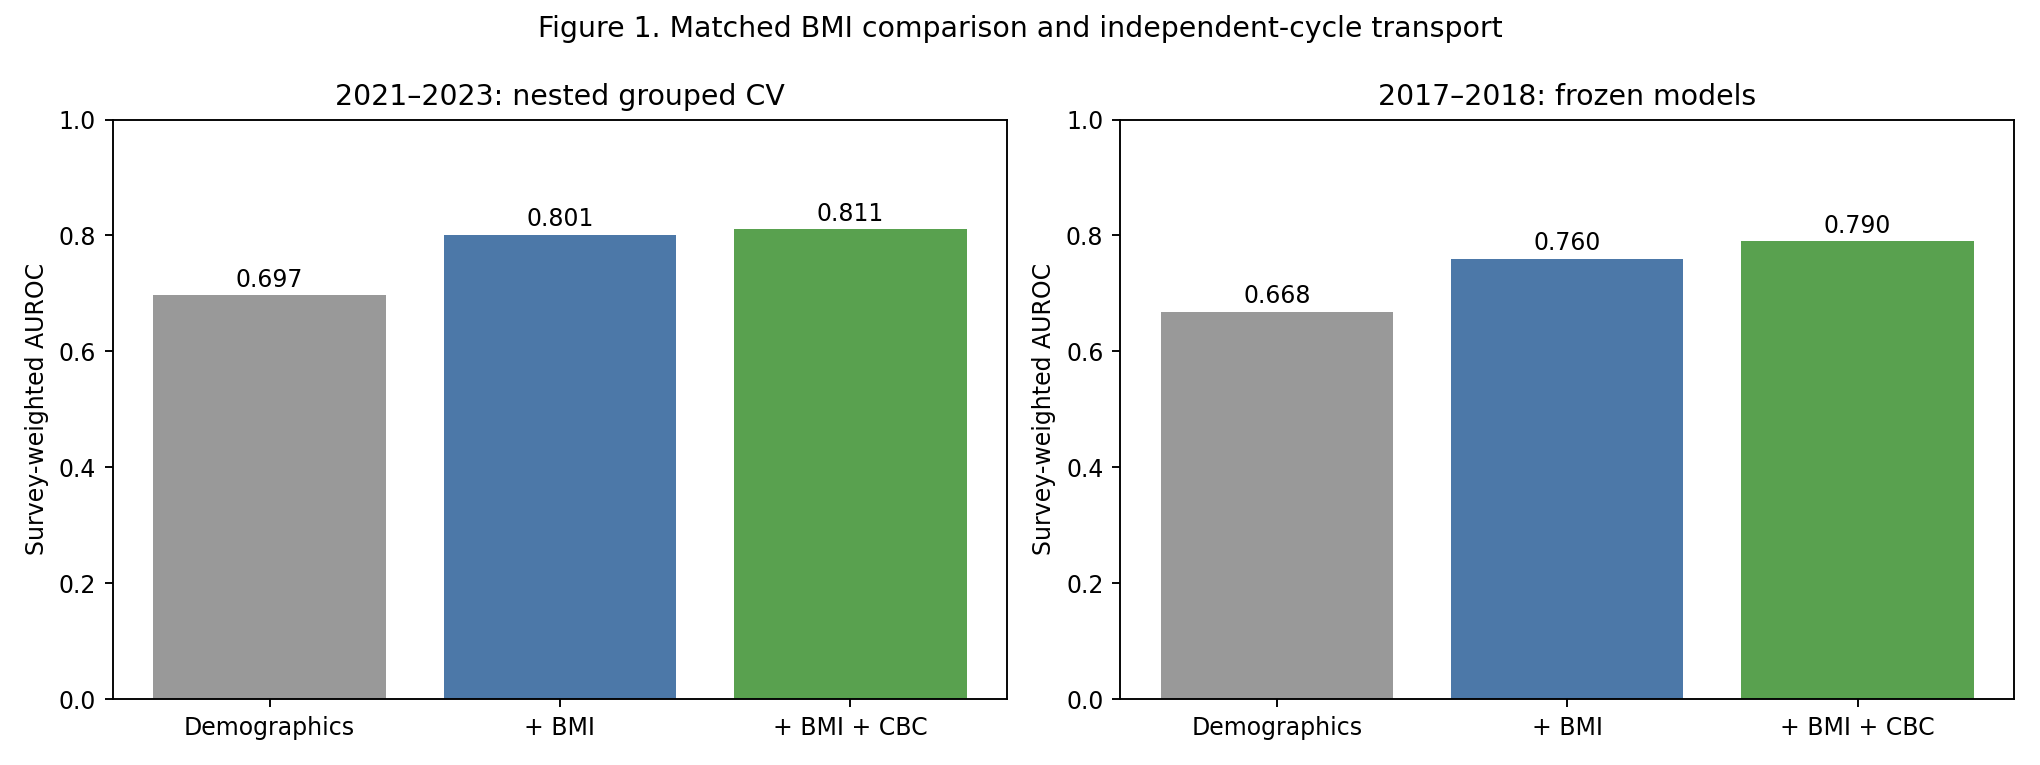 Figure 1. Matched BMI comparison and independent-cycle transport
2021–2023: nested grouped CV
Survey-weighted AUROC
1.0
0.8
0.6
0.4
0.2
0.0
0.697
0.801
0.811
Demographics
+ BMI
+ BMI + CBC
2017–2018: frozen models
Survey-weighted AUROC
1.0
0.8
0.6
0.4
0.2
0.0
0.668
0.760
0.790
Demographics
+ BMI
+ BMI + CBC